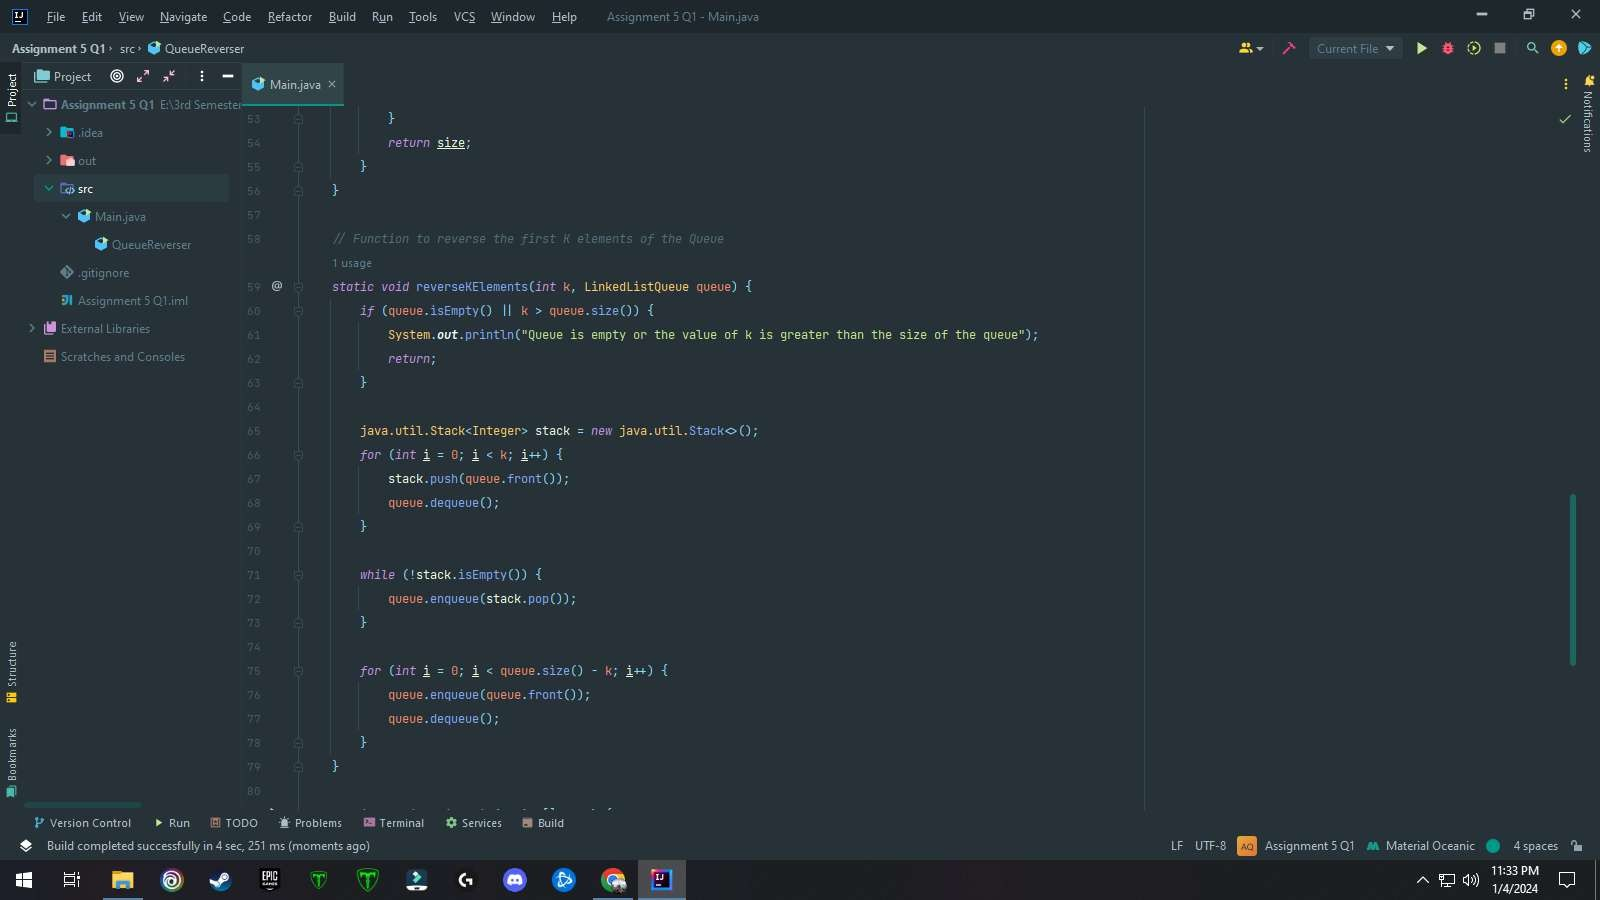 File Edit View Navigate Code Refactor Build Run Tools VCS Window Help Assignment 5 Q1 - Main.java
Assignment 5 Q1 › src › QueueReverser
Current File
Project
Project
Main.java
Notifications
Assignment 5 Q1 E:\3rd Semester
.idea
out
src
Main.java
QueueReverser
.gitignore
Assignment 5 Q1.iml
External Libraries
Scratches and Consoles
53 }
54 return size;
55 }
56 }
57
58 // Function to reverse the first K elements of the Queue
1 usage
59 @ static void reverseKElements(int k, LinkedListQueue queue) {
60 if (queue.isEmpty() || k > queue.size()) {
61 System.out.println("Queue is empty or the value of k is greater than the size of the queue");
62 return;
63 }
64
65 java.util.Stack<Integer> stack = new java.util.Stack<>();
66 for (int i = 0; i < k; i++) {
67 stack.push(queue.front());
68 queue.dequeue();
69 }
70
71 while (!stack.isEmpty()) {
72 queue.enqueue(stack.pop());
73 }
74
75 for (int i = 0; i < queue.size() - k; i++) {
76 queue.enqueue(queue.front());
77 queue.dequeue();
78 }
79 }
80
Structure
Bookmarks
Version Control Run TODO Problems Terminal Services Build
Build completed successfully in 4 sec, 251 ms (moments ago)
LF UTF-8 AQ Assignment 5 Q1 Material Oceanic 4 spaces
EPIC GAMES
11:33 PM
1/4/2024